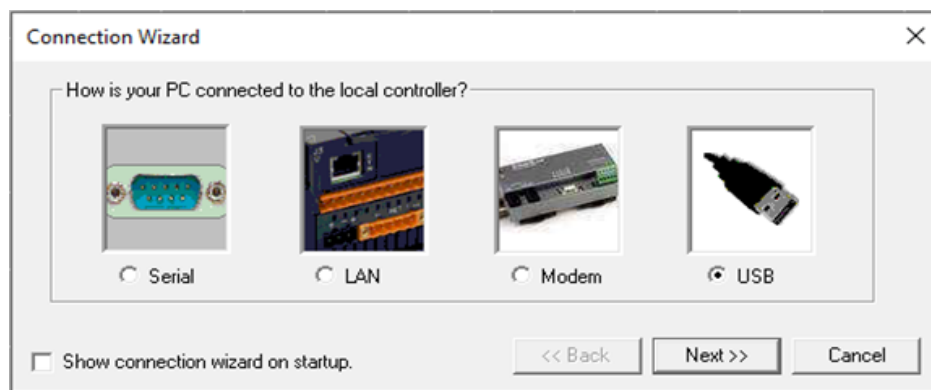 Connection Wizard
How is your PC connected to the local controller?
Serial
LAN
Modem
USB
Show connection wizard on startup.
<< Back
Next >>
Cancel